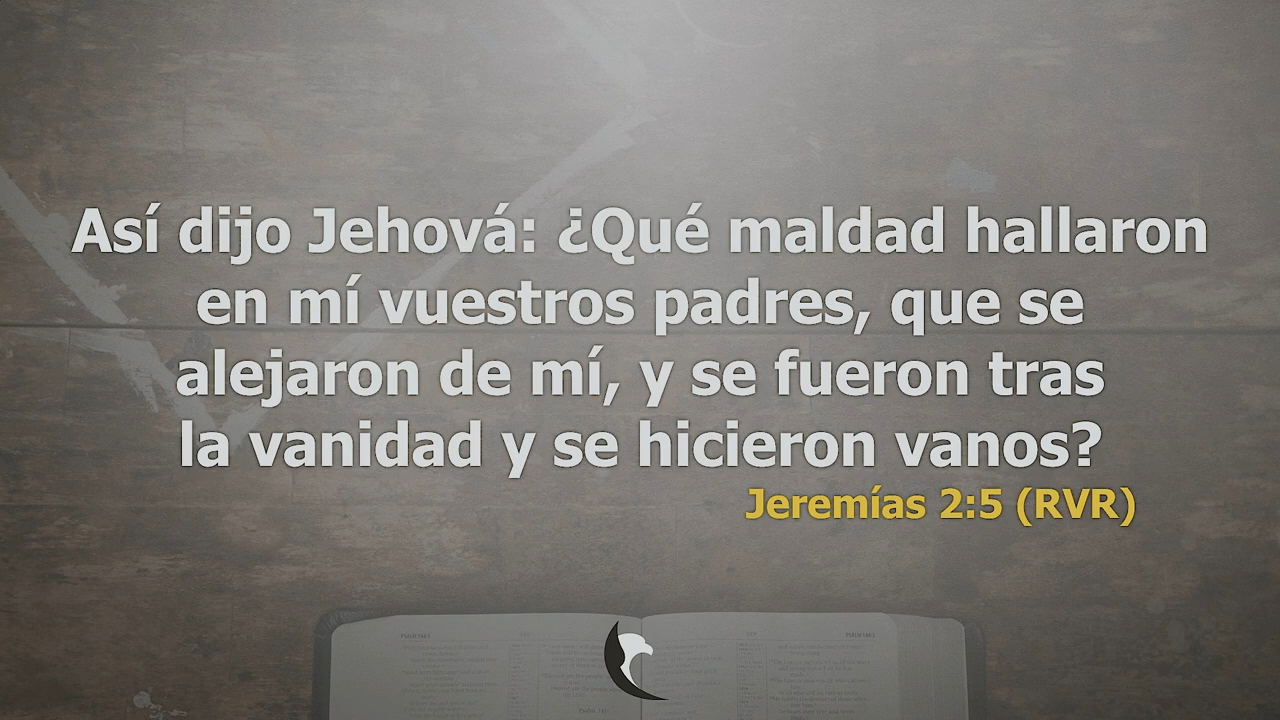 Así dijo Jehová: ¿Qué maldad hallaron
en mí vuestros padres, que se
alejaron de mí, y se fueron tras
la vanidad y se hicieron vanos?
Jeremías 2:5 (RVR)